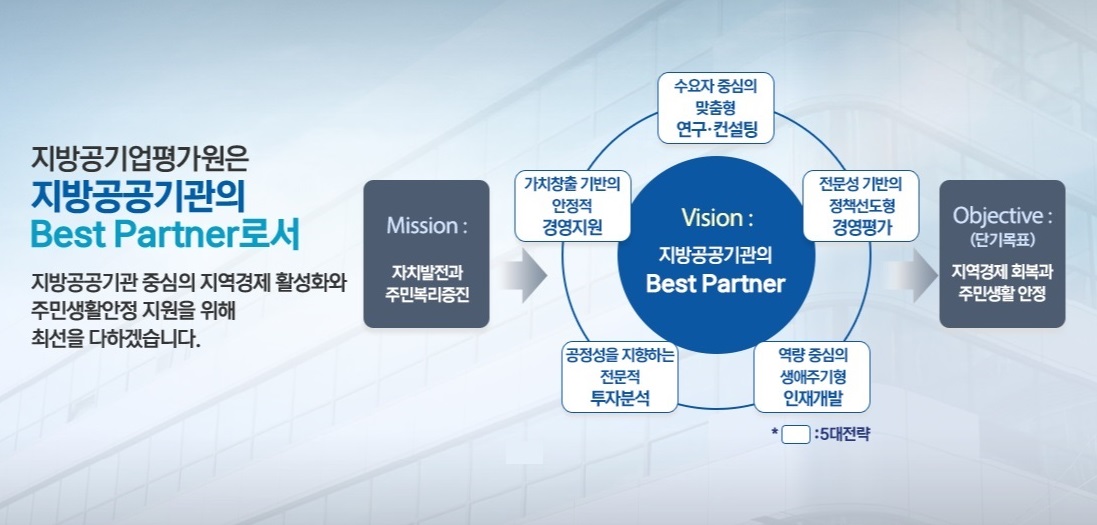 지방공기업평가원은
지방공공기관의
Best Partner로서
지방공공기관 중심의 지역경제 활성화와
주민생활안정 지원을 위해
최선을 다하겠습니다.
Mission :
자치발전과
주민복리증진
수요자 중심의
맞춤형
연구·컨설팅
가치창출 기반의
안정적
경영지원
전문성 기반의
정책선도형
경영평가
Vision :
지방공공기관의
Best Partner
공정성을 지향하는
전문적
투자분석
역량 중심의
생애주기형
인재개발
* :5대전략
Objective :
(단기목표)
지역경제 회복과
주민생활 안정